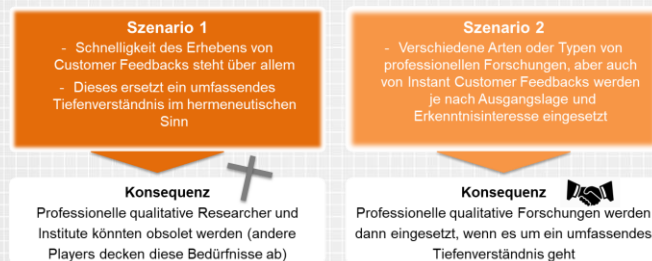 Szenario 1
- Schnelligkeit des Erhebens von
Customer Feedbacks steht über allem
- Dieses ersetzt ein umfassendes
Tiefenverständnis im hermeneutischen
Sinn
Konsequenz
Professionelle qualitative Researcher und
Institute könnten obsolet werden (andere
Players decken diese Bedürfnisse ab)
Szenario 2
- Verschiedene Arten oder Typen von
professionellen Forschungen, aber auch
von Instant Customer Feedbacks werden
je nach Ausgangslage und
Erkenntnisinteresse eingesetzt
Konsequenz
Professionelle qualitative Forschungen werden
dann eingesetzt, wenn es um ein umfassendes
Tiefenverständnis geht